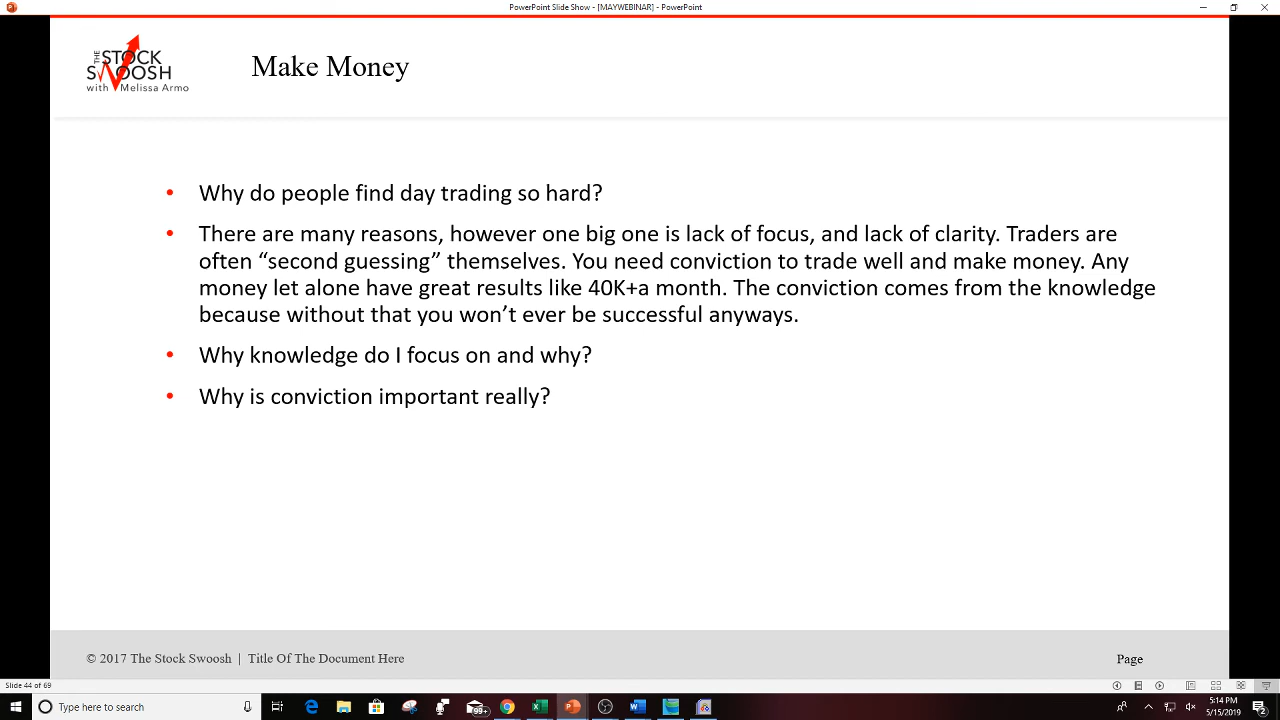 PowerPoint Slide Show - [MAYWEBINAR] - PowerPoint
THE STOCK
SWOOSH
with Melissa Armo
Make Money
• Why do people find day trading so hard?
• There are many reasons, however one big one is lack of focus, and lack of clarity. Traders are
often “second guessing” themselves. You need conviction to trade well and make money. Any
money let alone have great results like 40K+a month. The conviction comes from the knowledge
because without that you won’t ever be successful anyways.
• Why knowledge do I focus on and why?
• Why is conviction important really?
© 2017 The Stock Swoosh | Title Of The Document Here
Page
Slide 44 of 69
Type here to search
99+
5:14 PM
5/15/2019
2